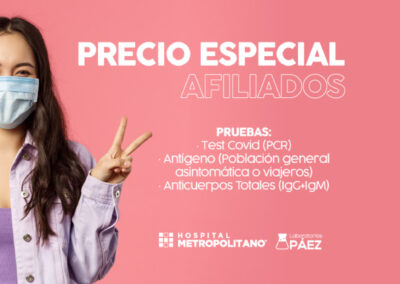 PRECIO ESPECIAL
AFILIADOS
PRUEBAS:
· Test Covid (PCR)
· Antígeno (Población general
asintomática o viajeros)
· Anticuerpos Totales (IgG+IgM)
HOSPITAL
METROPOLITANO
Laboratorios
PÁEZ